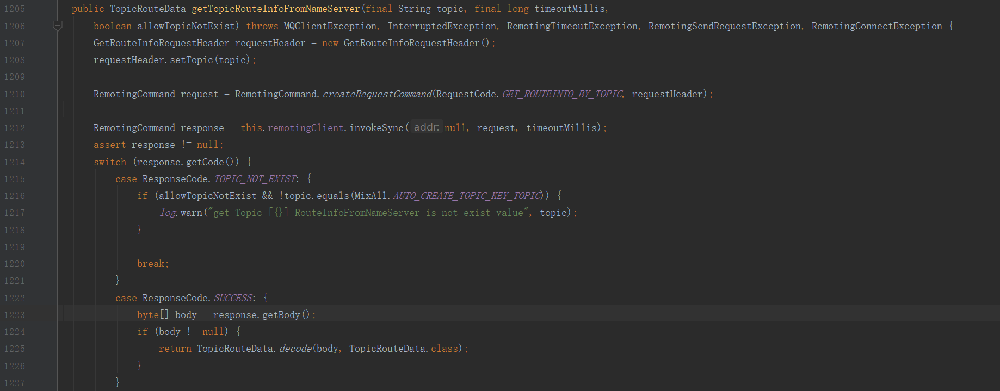 1205 public TopicRouteData getTopicRouteInfoFromNameServer(final String topic, final long timeoutMillis,
1206 boolean allowTopicNotExist) throws MQClientException, InterruptedException, RemotingTimeoutException, RemotingSendRequestException, RemotingConnectException {
1207 GetRouteInfoRequestHeader requestHeader = new GetRouteInfoRequestHeader();
1208 requestHeader.setTopic(topic);
1209
1210 RemotingCommand request = RemotingCommand.createRequestCommand(RequestCode.GET_ROUTEINTO_BY_TOPIC, requestHeader);
1211
1212 RemotingCommand response = this.remotingClient.invokeSync( addr: null, request, timeoutMillis);
1213 assert response != null;
1214 switch (response.getCode()) {
1215 case ResponseCode.TOPIC_NOT_EXIST: {
1216 if (allowTopicNotExist && !topic.equals(MixAll.AUTO_CREATE_TOPIC_KEY_TOPIC)) {
1217 log.warn("get Topic [{}] RouteInfoFromNameServer is not exist value", topic);
1218 }
1219
1220 break;
1221 }
1222 case ResponseCode.SUCCESS: {
1223 byte[] body = response.getBody();
1224 if (body != null) {
1225 return TopicRouteData.decode(body, TopicRouteData.class);
1226 }
1227 }